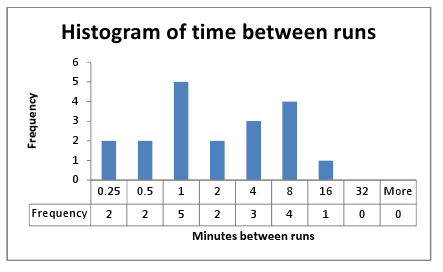 Histogram of time between runs
6
5
4
3
2
1
0
Frequency
0.25 0.5 1 2 4 8 16 32 More
Frequency 2 2 5 2 3 4 1 0 0
Minutes between runs